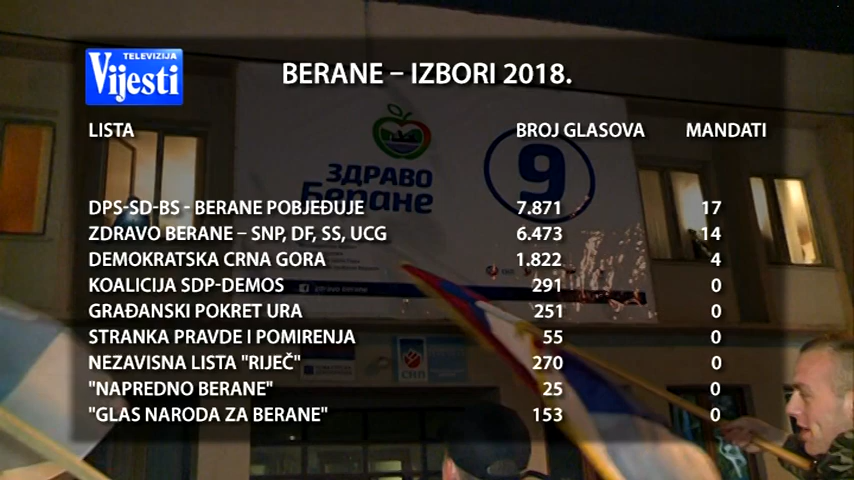 TELEVIZIJA
Vijesti
BERANE – IZBORI 2018.
LISTA BROJ GLASOVA MANDATI
ЗДРАВО
Беране
9
DPS-SD-BS - BERANE POBJEĐUJE 7.871 17
ZDRAVO BERANE – SNP, DF, SS, UCG 6.473 14
DEMOKRATSKA CRNA GORA 1.822 4
KOALICIJA SDP-DEMOS 291 0
GRAĐANSKI POKRET URA 251 0
STRANKA PRAVDE I POMIRENJA 55 0
NEZAVISNA LISTA "RIJEČ" 270 0
"NAPREDNO BERANE" 25 0
"GLAS NARODA ZA BERANE" 153 0